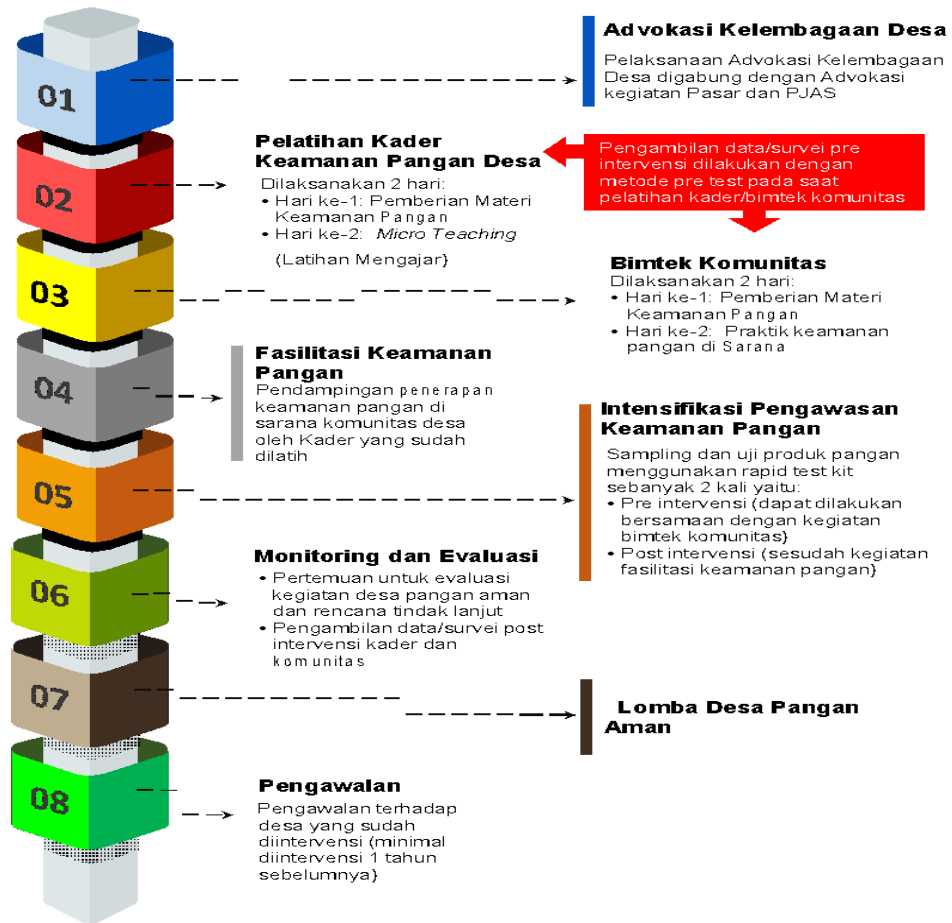 01
Advokasi Kelembagaan Desa
Pelaksanaan Advokasi Kelembagaan
Desa digabung dengan Advokasi
kegiatan Pasar dan PJAS
02
Pelatihan Kader
Keamanan Pangan Desa
Dilaksanakan 2 hari:
• Hari ke-1: Pemberian Materi
Keamanan Pangan
• Hari ke-2: Micro Teaching
(Latihan Mengajar}
Pengambilan data/survei pre
intervensi dilakukan dengan
metode pre test pada saat
pelatihan kader/bimtek komunitas
03
Bimtek Komunitas
Dilaksanakan 2 hari:
• Hari ke-1: Pemberian Materi
Keamanan Pangan
• Hari ke-2: Praktik keamanan
pangan di Sarana
04
Fasilitasi Keamanan
Pangan
Pendampingan penerapan
keamanan pangan di
sarana komunitas desa
oleh Kader yang sudah
dilatih
05
Intensifikasi Pengawasan
Keamanan Pangan
Sampling dan uji produk pangan
menggunakan rapid test kit
sebanyak 2 kali yaitu:
• Pre intervensi (dapat dilakukan
bersamaan dengan kegiatan
bimtek komunitas}
• Post intervensi (sesudah kegiatan
fasilitasi keamanan pangan}
06
Monitoring dan Evaluasi
• Pertemuan untuk evaluasi
kegiatan desa pangan aman
dan rencana tindak lanjut
• Pengambilan data/survei post
intervensi kader dan
komunitas
07
Lomba Desa Pangan
Aman
08
Pengawalan
Pengawalan terhadap
desa yang sudah
diintervensi (minimal
diintervensi 1 tahun
sebelumnya}